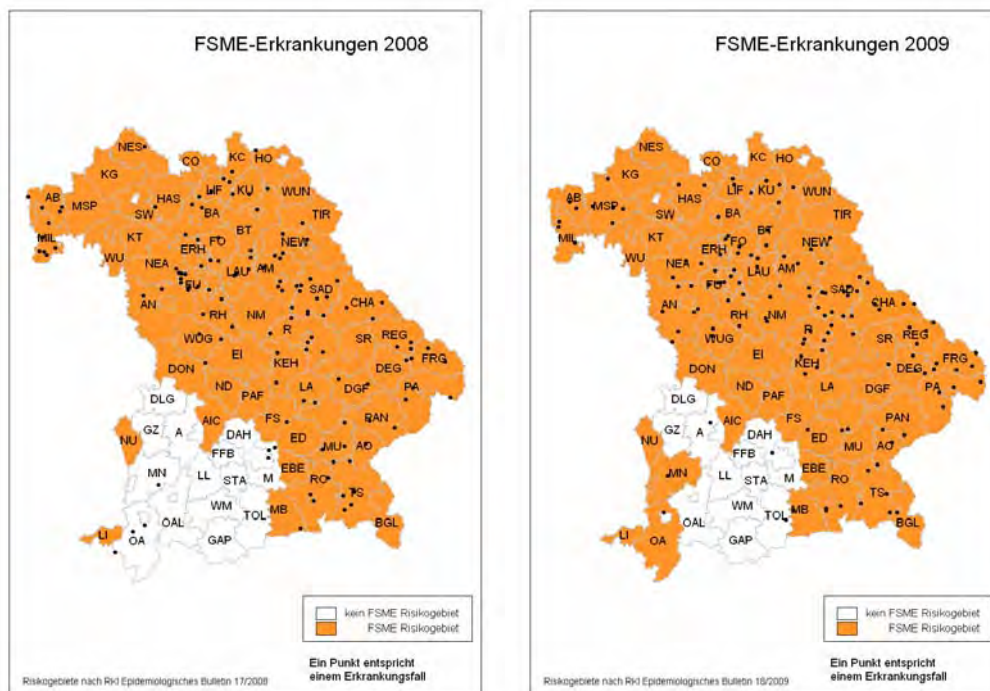 FSME-Erkrankungen 2008
NES
CO
KC
HO
KG
LIF
KU
WUN
AB
MSP
HAS
SW
BA
TIR
MIL
KT
BT
WU
ERH
FO
NEW
NEA
LAU
AM
FÜ
SAD
AN
CHA
RH
NM
R
WUG
SR
REG
EI
KEH
FRG
DON
DEG
ND
LA
DGF
PA
DLG
PAF
AIC
FS
PAN
NU
GZ
A
DAH
ED
MÜ
AÖ
FFB
EBE
MN
LL
STA
M
RO
TS
WM
MB
OAL
TÖL
BGL
LI
OA
GAP
kein FSME Risikogebiet
FSME Risikogebiet
Ein Punkt entspricht
einem Erkrankungsfall
Risikogebiete nach RKI Epidemiologisches Bulletin 17/2008
FSME-Erkrankungen 2009
NES
CO
KC
HO
KG
LIF
KU
WUN
AB
MSP
HAS
SW
BA
TIR
MIL
KT
BT
WU
ERH
FO
NEW
NEA
LAU
AM
FÜ
SAD
AN
CHA
RH
NM
R
WUG
SR
REG
EI
KEH
FRG
DON
DEG
ND
LA
DGF
PA
DLG
PAF
AIC
FS
PAN
NU
GZ
A
DAH
ED
MÜ
AÖ
FFB
EBE
MN
LL
STA
M
RO
TS
WM
MB
OAL
TÖL
BGL
LI
OA
GAP
kein FSME Risikogebiet
FSME Risikogebiet
Ein Punkt entspricht
einem Erkrankungsfall
Risikogebiete nach RKI Epidemiologisches Bulletin 18/2009